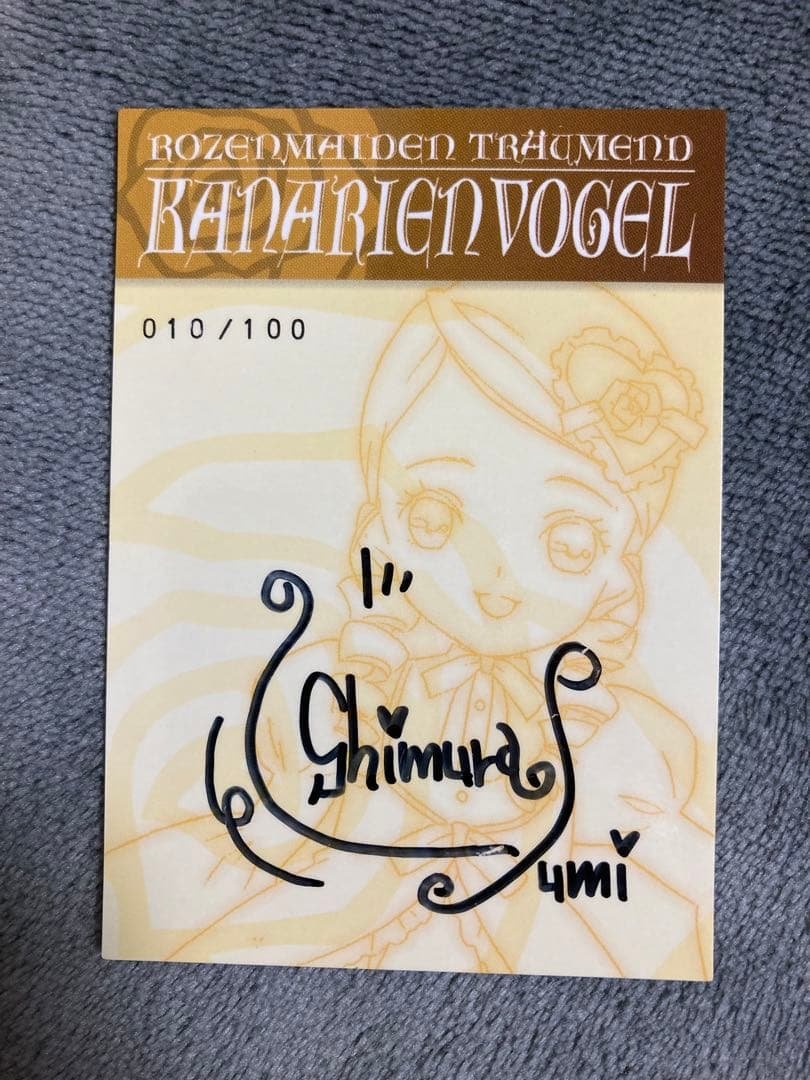 ROZENMAIDEN TRÄUMEND
KANARIENVOGEL
010/100
Shimura
Yumi